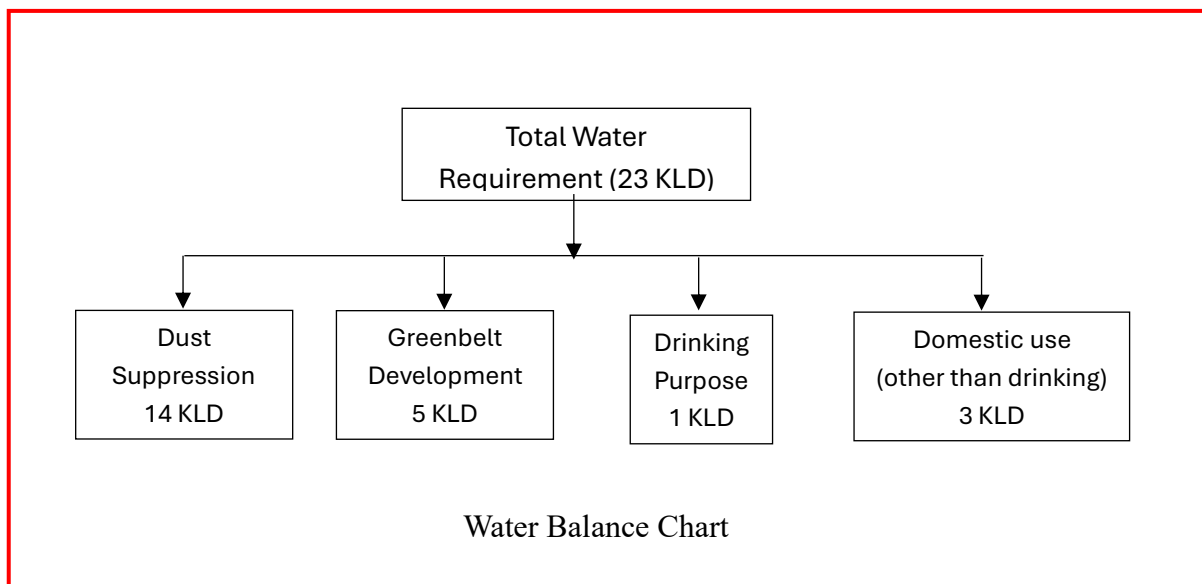 Total Water
Requirement (23 KLD)
Dust
Suppression
14 KLD
Greenbelt
Development
5 KLD
Drinking
Purpose
1 KLD
Domestic use
(other than drinking)
3 KLD
Water Balance Chart